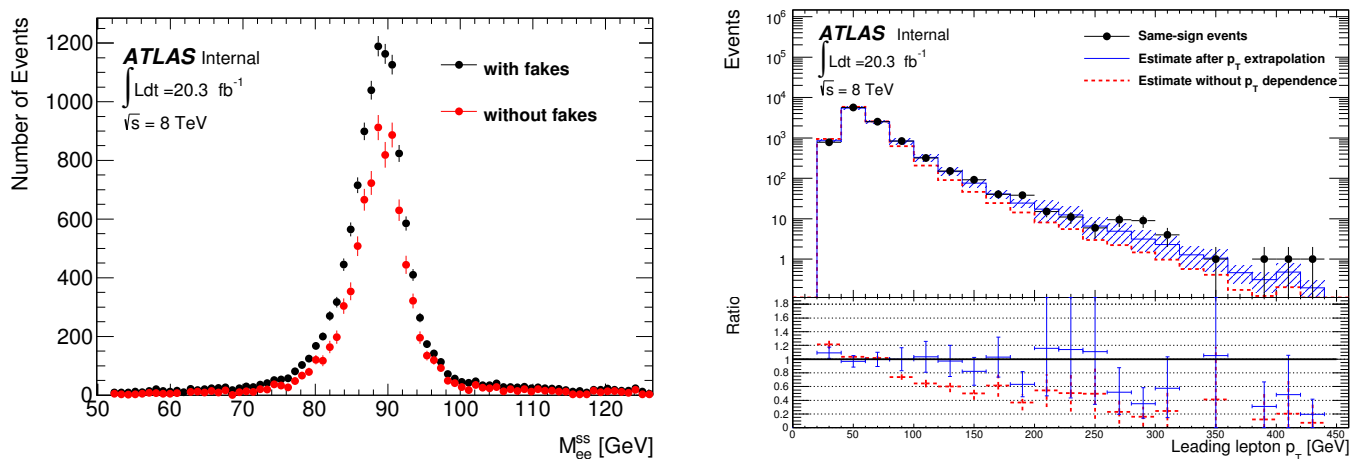 Number of Events
1200
1000
800
600
400
200
0
ATLAS Internal
∫Ldt =20.3 fb⁻¹
√s = 8 TeV
with fakes
without fakes
50 60 70 80 90 100 110 120
M^{ss}_{ee} [GeV]
Events
10⁶
10⁵
10⁴
10³
10²
10
1
ATLAS Internal
∫Ldt =20.3 fb⁻¹
√s = 8 TeV
Same-sign events
Estimate after p_T extrapolation
Estimate without p_T dependence
Ratio
1.8
1.6
1.4
1.2
1
0.8
0.6
0.4
0.2
0
0 50 100 150 200 250 300 350 400 450
Leading lepton p_T [GeV]